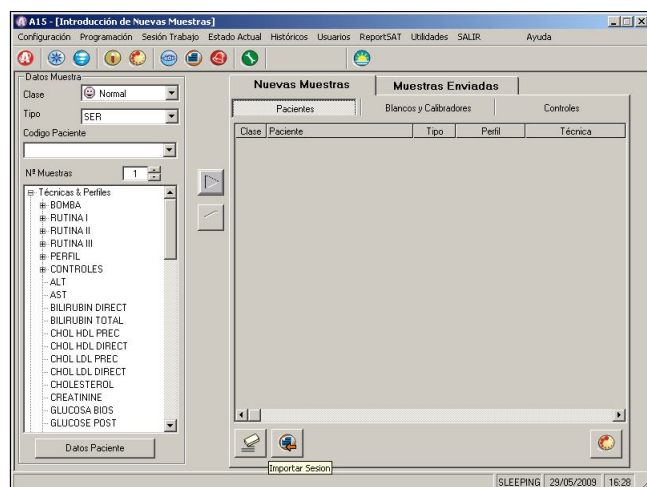 A15 - [Introducción de Nuevas Muestras]
Configuración Programación Sesión Trabajo Estado Actual Históricos Usuarios ReportSAT Utilidades SALIR Ayuda
Datos Muestra
Clase Normal
Tipo SER
Codigo Paciente
Nª Muestras 1
Técnicas & Perfiles
BOMBA
RUTINA I
RUTINA II
RUTINA III
PERFIL
CONTROLES
ALT
AST
BILIRUBIN DIRECT
BILIRUBIN TOTAL
CHOL HDL PREC
CHOL HDL DIRECT
CHOL LDL PREC
CHOL LDL DIRECT
CHOLESTEROL
CREATININE
GLUCOSA BIOS
GLUCOSE POST
Datos Paciente
Nuevas Muestras Muestras Enviadas
Pacientes Blancos y Calibradores Controles
Clase Paciente Tipo Perfil Técnica
Importar Sesion
SLEEPING 29/05/2009 16:28